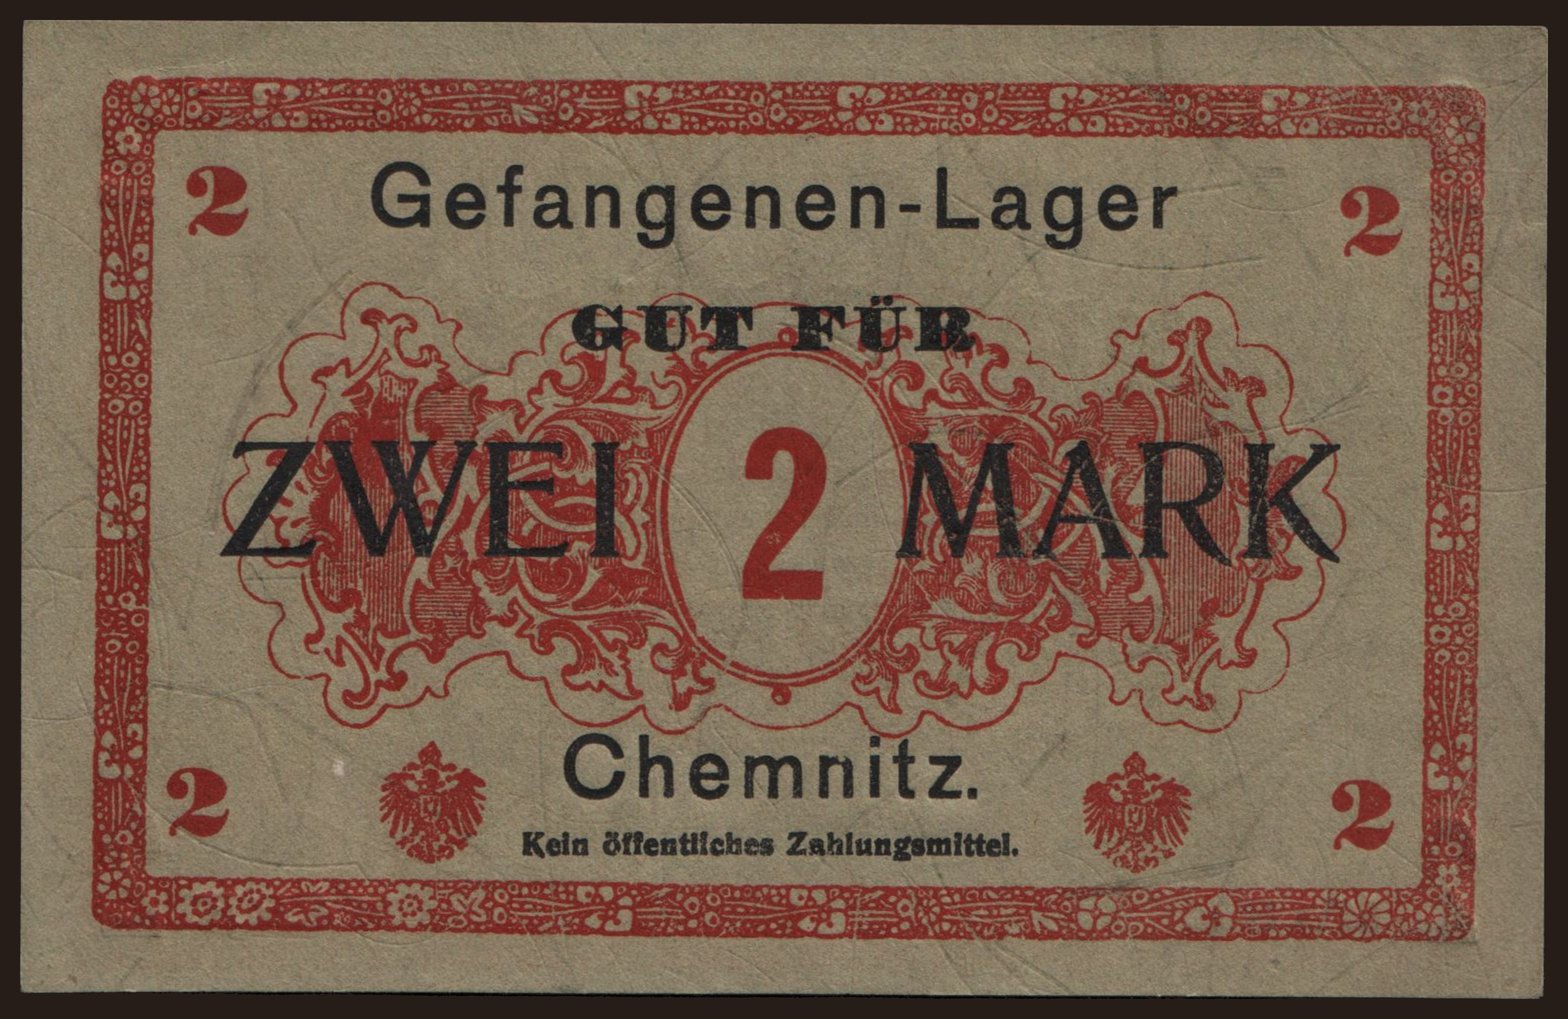 2 Gefangenen-Lager 2
GUT FÜR
ZWEI 2 MARK
Chemnitz.
2 Kein öffentliches Zahlungsmittel. 2